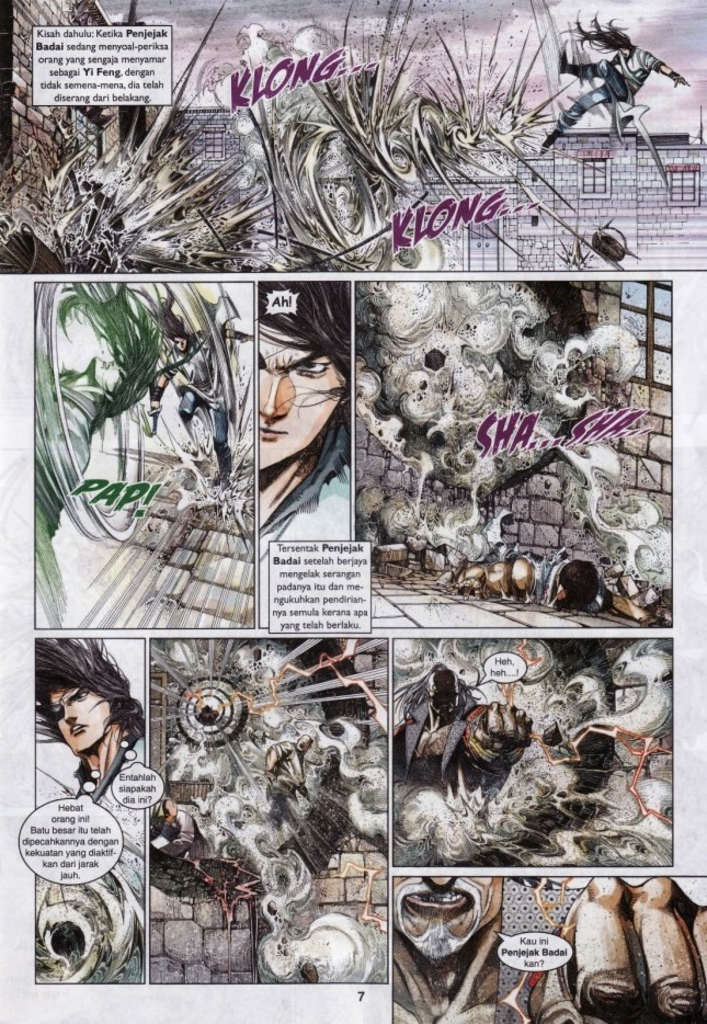 Kisah dahulu: Ketika Penjejak
Badai sedang menyoal-periksa
orang yang sengaja menyamar
sebagai Yi Feng, dengan
tidak semena-mena, dia telah
diserang dari belakang.
KLONG...
KLONG...
Ah!
PAP!
SHA... SHA...
Tersentak Penjejak
Badai setelah berjaya
mengelak serangan
padanya itu dan me-
ngukuhkan pendirian-
nya semula kerana apa
yang telah berlaku.
Entahlah
siapakah
dia ini?
Hebat
orang ini!
Batu besar itu telah
dipecahkannya dengan
kekuatan yang diaktif-
kan dari jarak
jauh.
Heh,
heh....!
Kau ini
Penjejak Badai
kan?
7